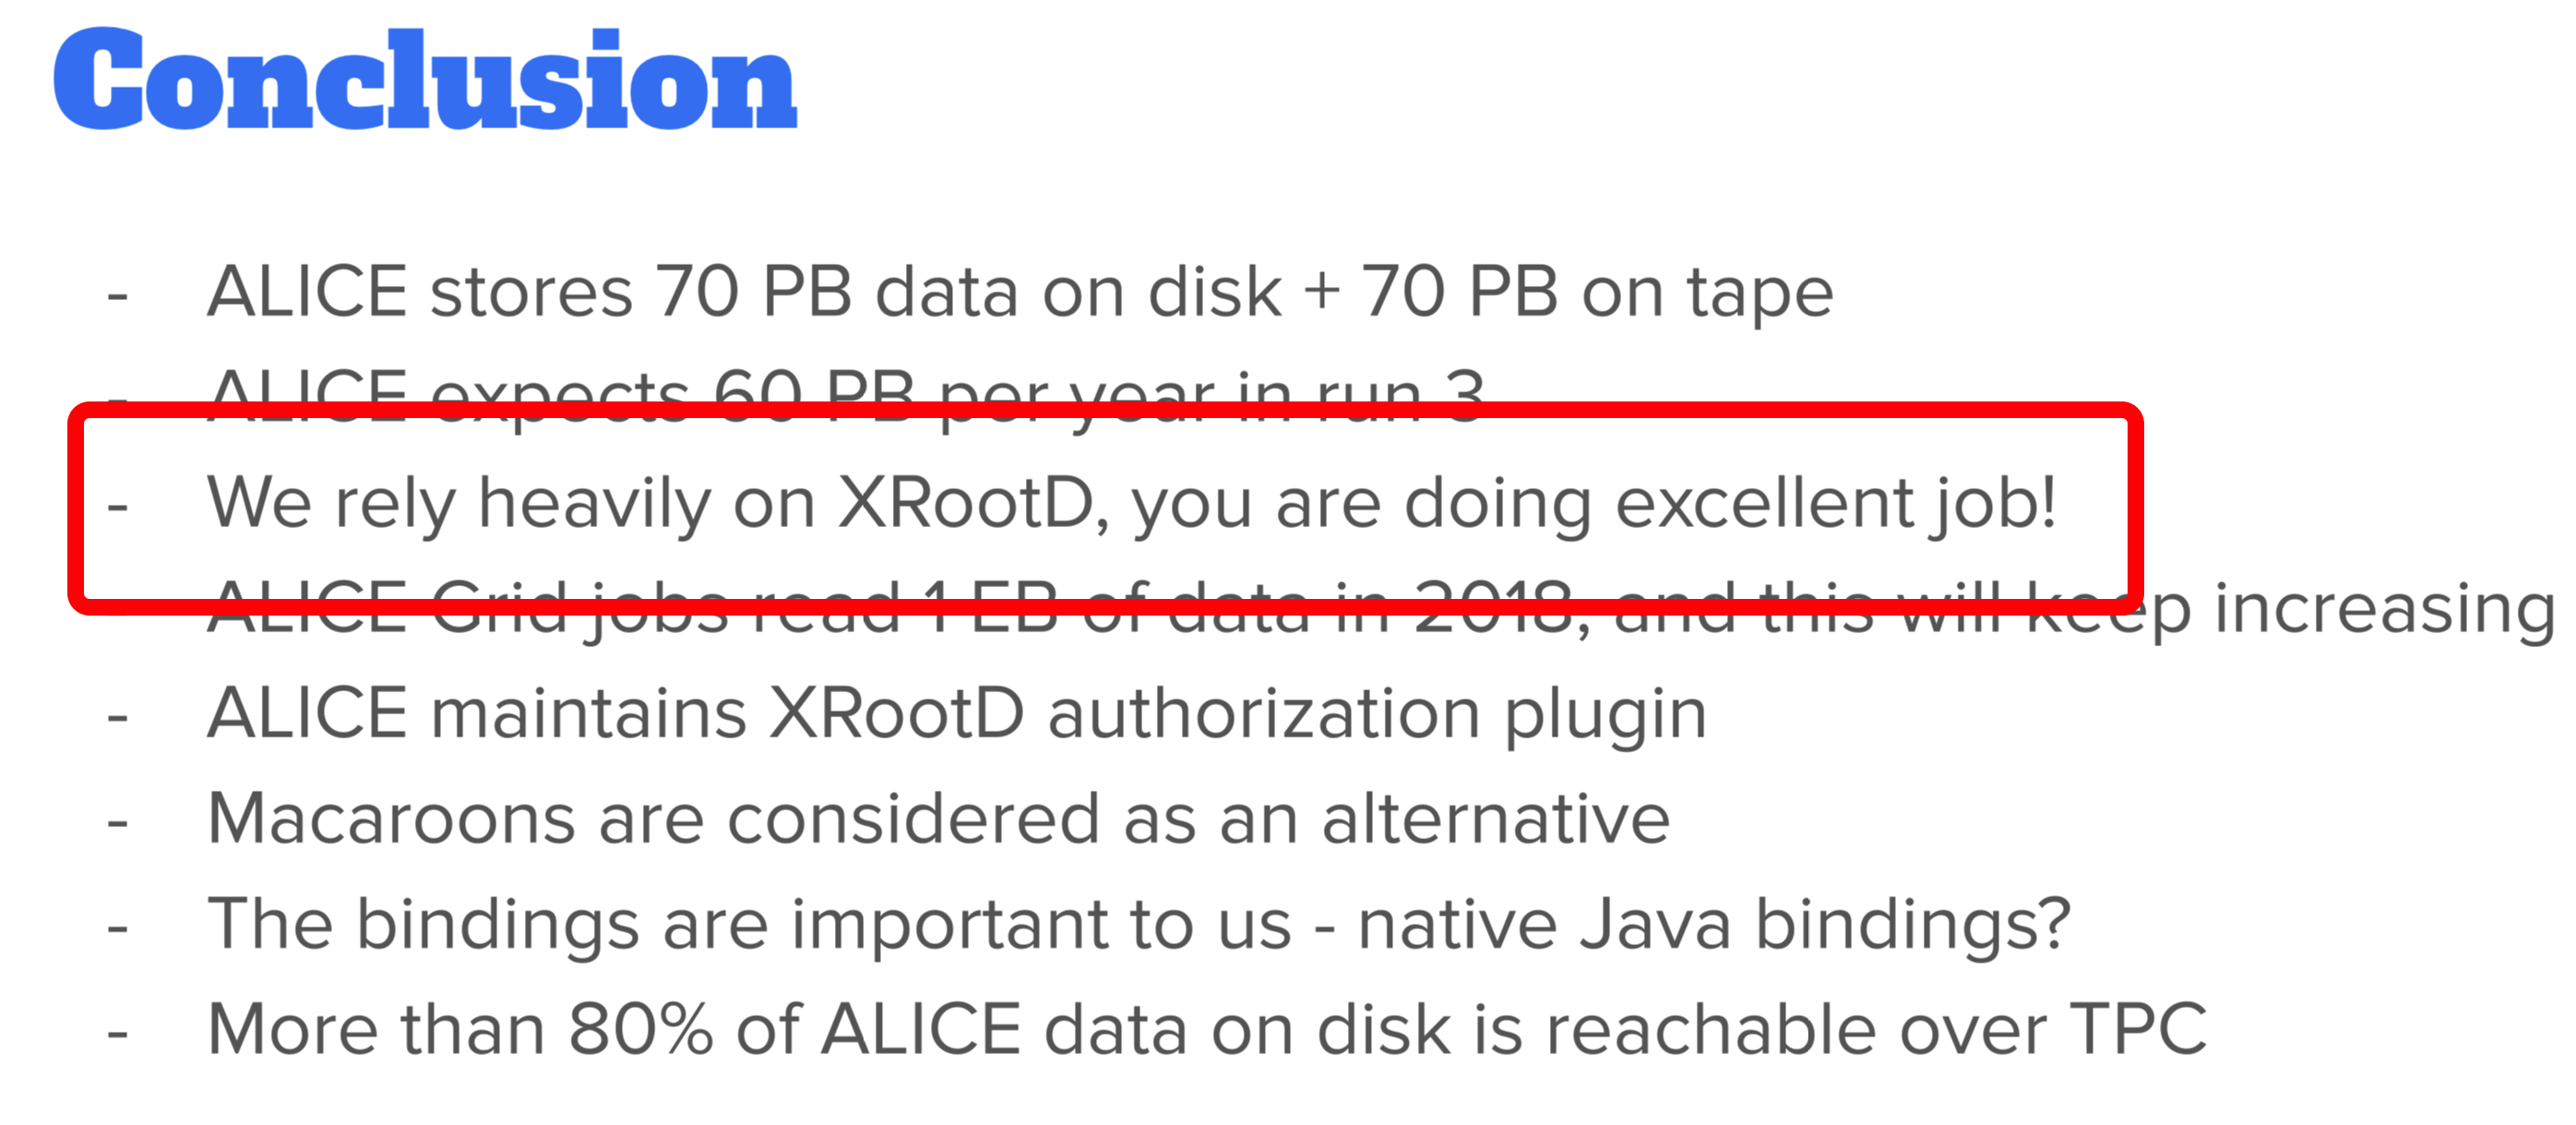 Conclusion
- ALICE stores 70 PB data on disk + 70 PB on tape
- ALICE expects 60 PB per year in run 3
- We rely heavily on XRootD, you are doing excellent job!
- ALICE Grid jobs read 1 EB of data in 2018, and this will keep increasing
- ALICE maintains XRootD authorization plugin
- Macaroons are considered as an alternative
- The bindings are important to us - native Java bindings?
- More than 80% of ALICE data on disk is reachable over TPC